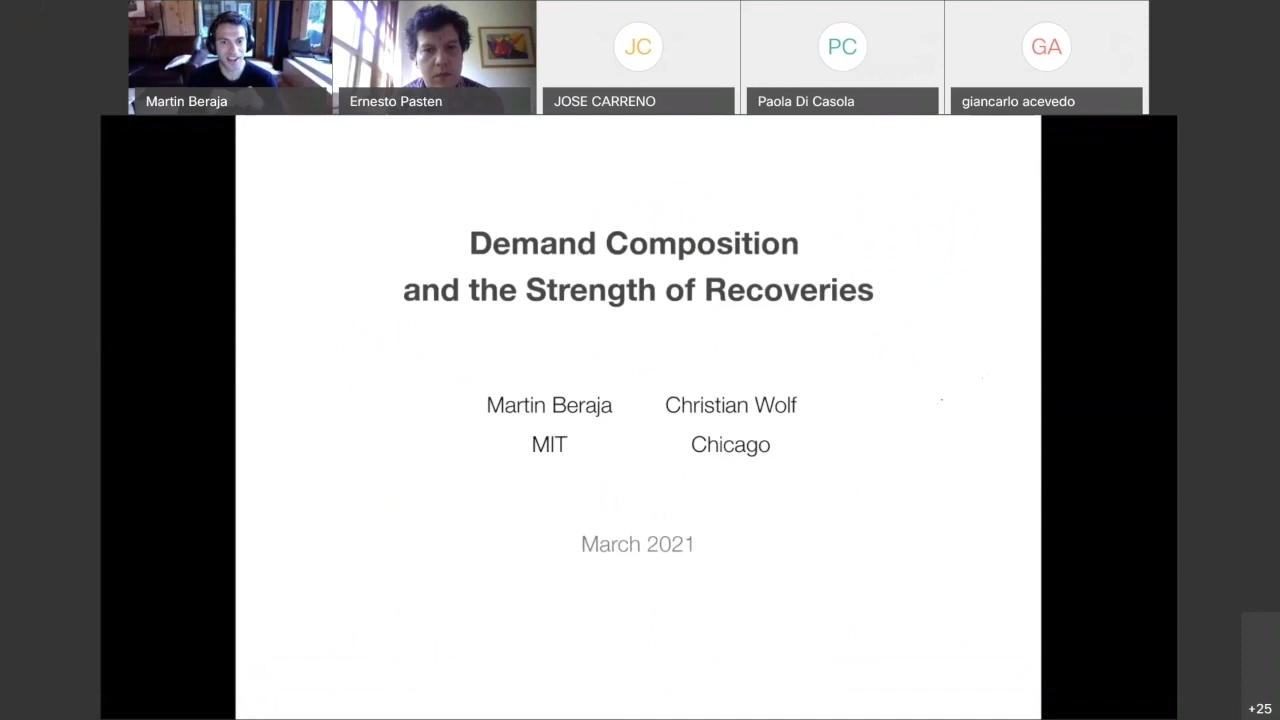 JC
PC
GA
Martin Beraja
Ernesto Pasten
JOSE CARRENO
Paola Di Casola
giancarlo acevedo
Demand Composition
and the Strength of Recoveries
Martin Beraja
Christian Wolf
MIT
Chicago
March 2021
+25